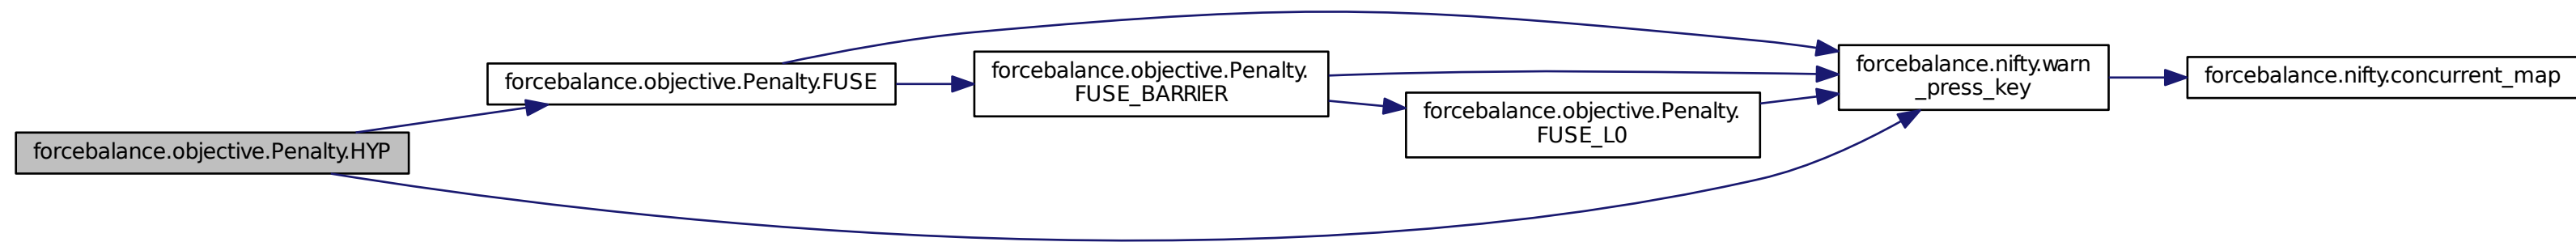 forcebalance.objective.Penalty.HYP
forcebalance.objective.Penalty.FUSE
forcebalance.objective.Penalty.
FUSE_BARRIER
forcebalance.objective.Penalty.
FUSE_L0
forcebalance.nifty.warn
_press_key
forcebalance.nifty.concurrent_map